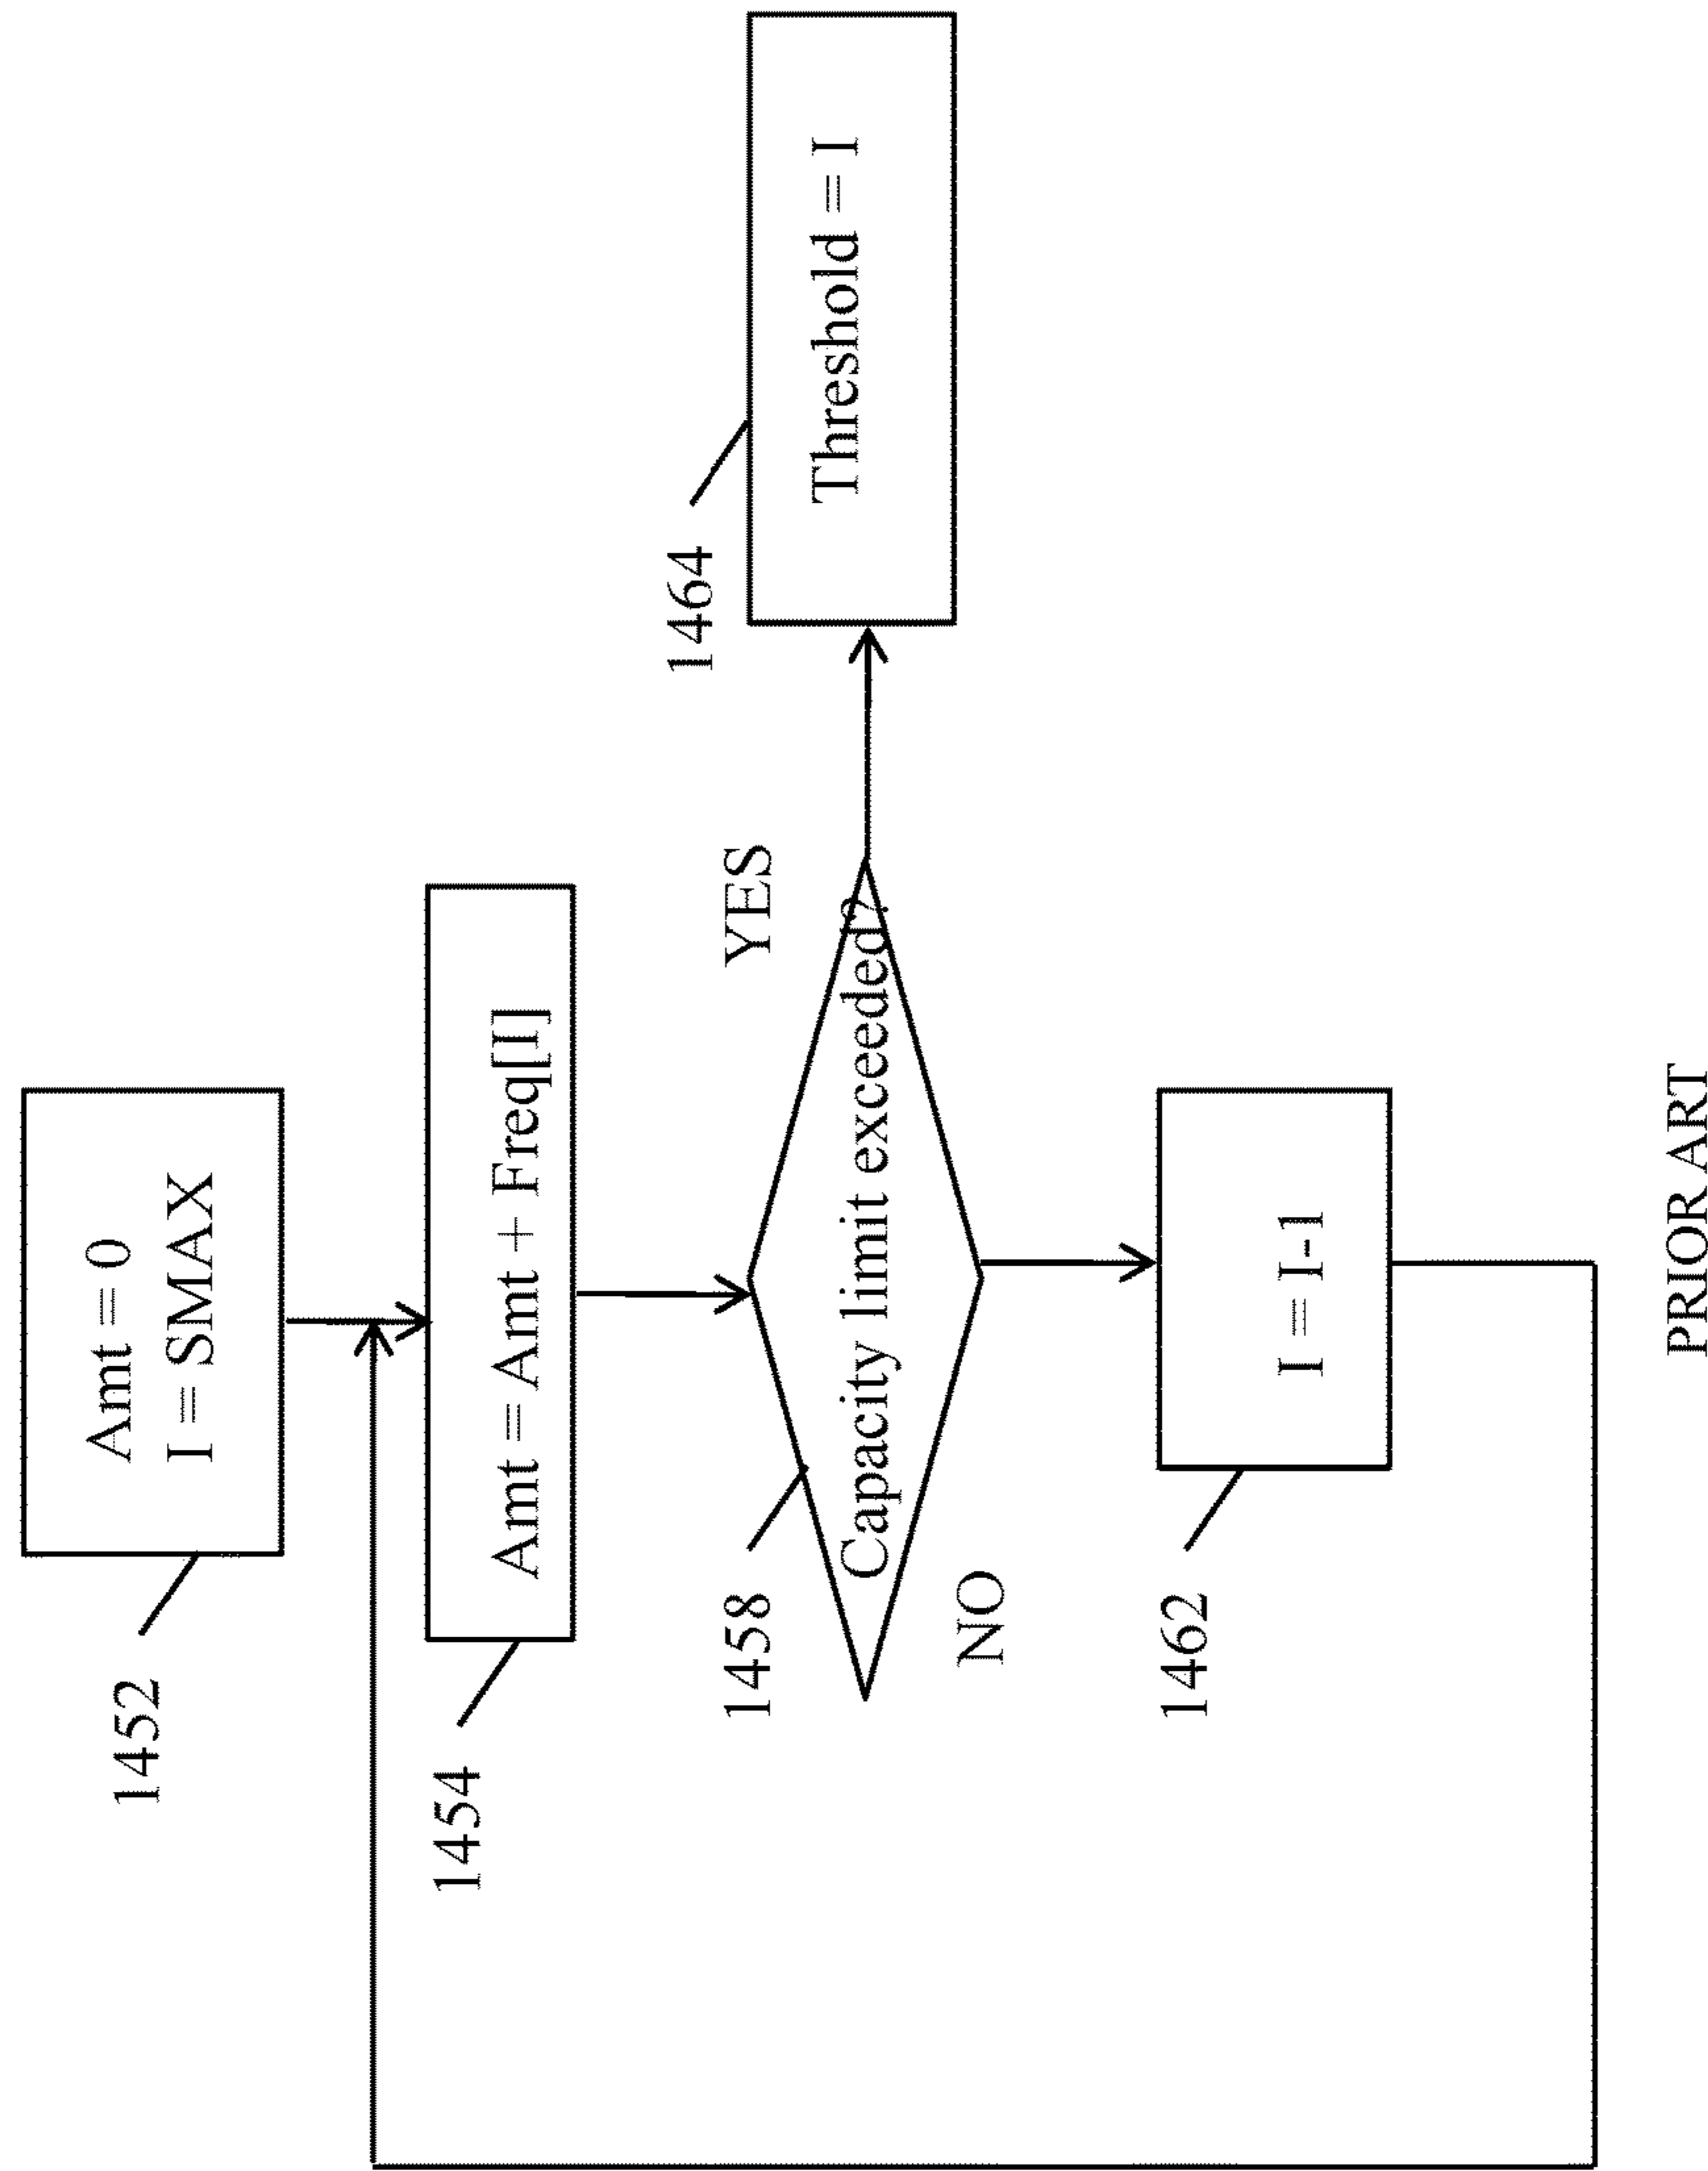 1452
Amt = 0
I = SMAX
1454
Amt = Amt + Freq[I]
1458
Capacity limit exceeded?
YES
1464
Threshold = I
NO
1462
I = I-1
PRIOR ART